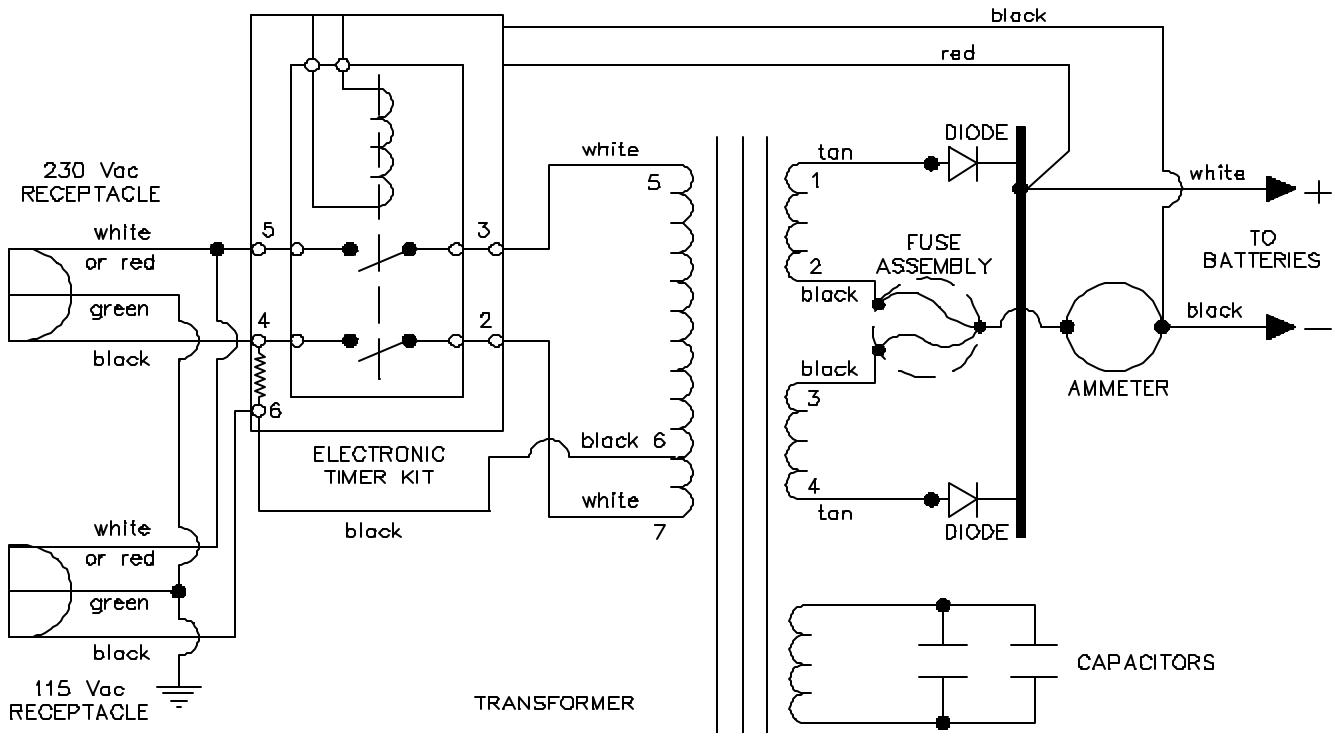 black
red
DIODE
230 Vac
RECEPTACLE
white
tan
5
1
white
+
white
or red
5
3
FUSE
ASSEMBLY
TO
BATTERIES
2
black
green
4
2
black
—
black
black
AMMETER
3
6
ELECTRONIC
TIMER KIT
black 6
4
white
tan
7
DIODE
black
white
or red
green
black
CAPACITORS
115 Vac
RECEPTACLE
TRANSFORMER